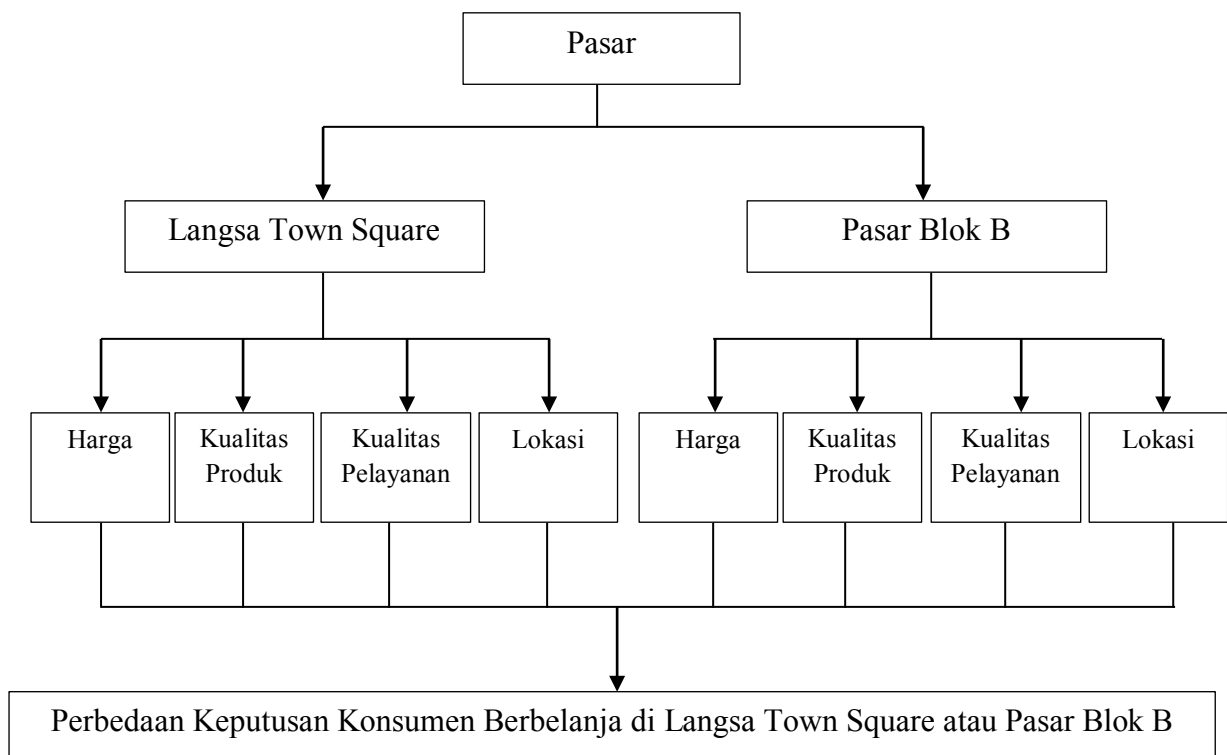 Pasar
Langsa Town Square
Pasar Blok B
Harga
Kualitas
Produk
Kualitas
Pelayanan
Lokasi
Harga
Kualitas
Produk
Kualitas
Pelayanan
Lokasi
Perbedaan Keputusan Konsumen Berbelanja di Langsa Town Square atau Pasar Blok B